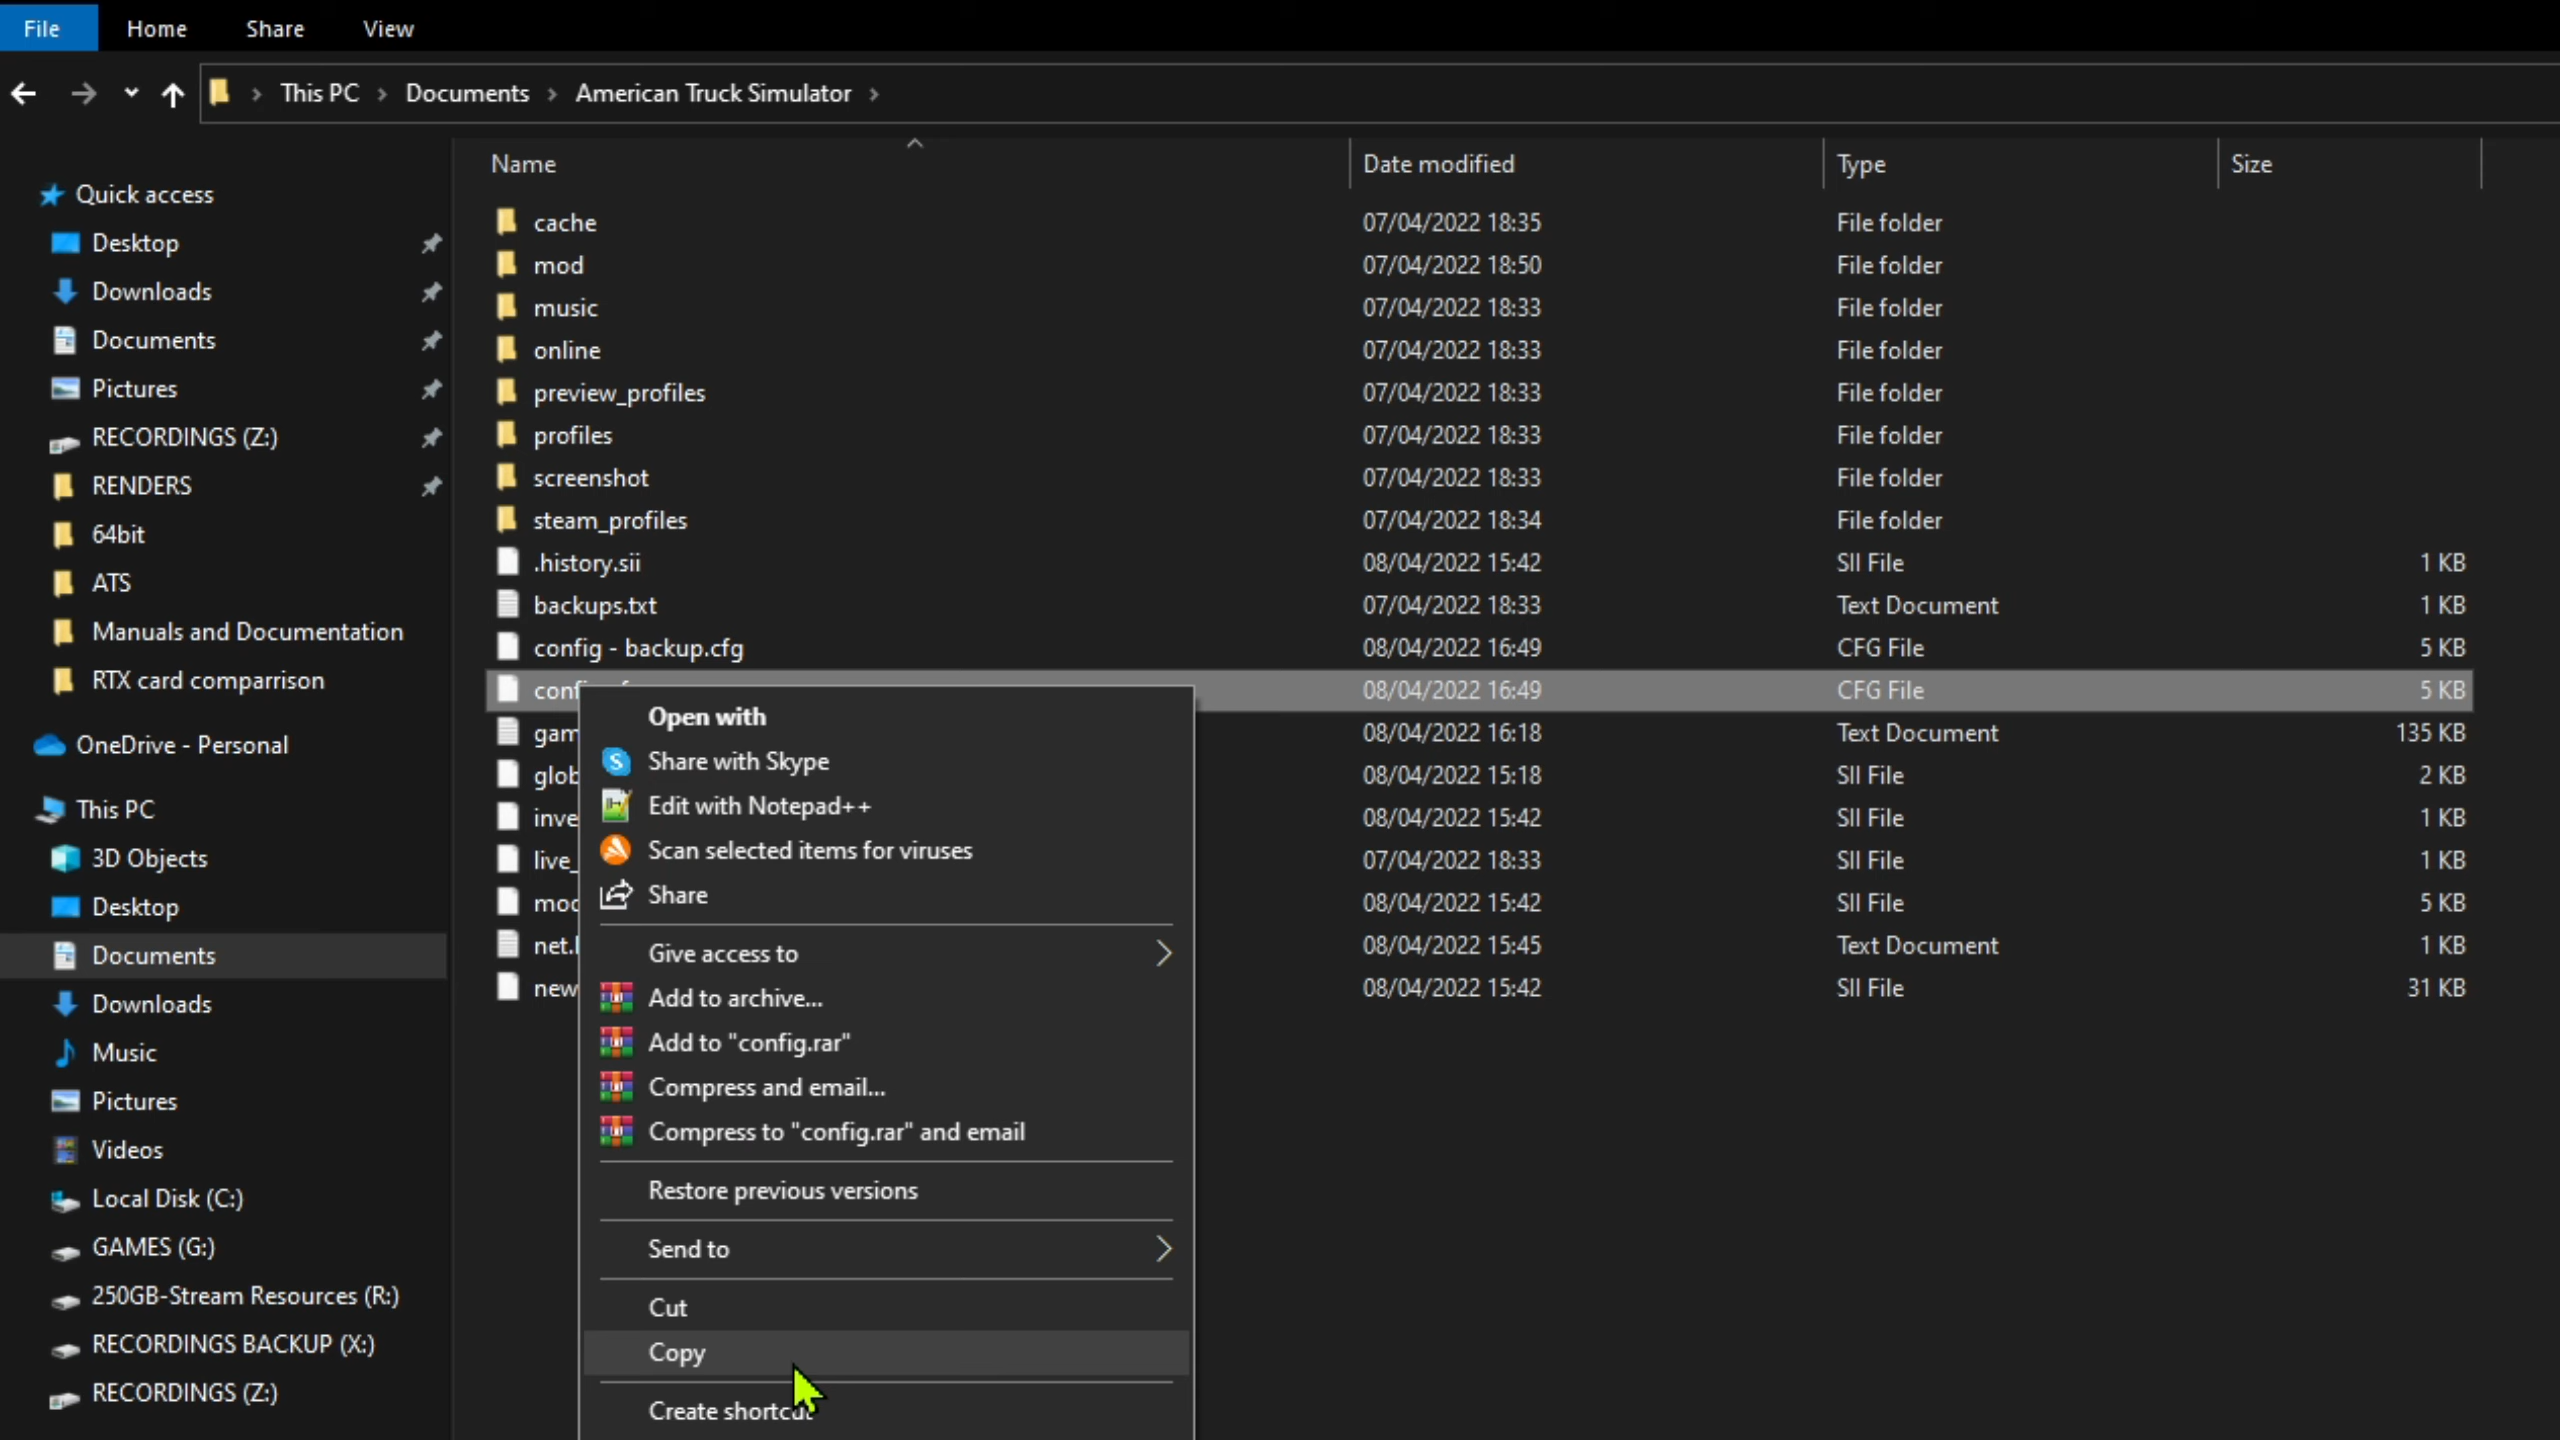 File Home Share View
This PC > Documents > American Truck Simulator >
Name Date modified Type Size
Quick access
Desktop
Downloads
Documents
Pictures
RECORDINGS (Z:)
RENDERS
64bit
ATS
Manuals and Documentation
RTX card comparrison
OneDrive - Personal
This PC
3D Objects
Desktop
Documents
Downloads
Music
Pictures
Videos
Local Disk (C:)
GAMES (G:)
250GB-Stream Resources (R:)
RECORDINGS BACKUP (X:)
RECORDINGS (Z:)
cache 07/04/2022 18:35 File folder
mod 07/04/2022 18:50 File folder
music 07/04/2022 18:33 File folder
online 07/04/2022 18:33 File folder
preview_profiles 07/04/2022 18:33 File folder
profiles 07/04/2022 18:33 File folder
screenshot 07/04/2022 18:33 File folder
steam_profiles 07/04/2022 18:34 File folder
.history.sii 08/04/2022 15:42 SII File 1 KB
backups.txt 07/04/2022 18:33 Text Document 1 KB
config - backup.cfg 08/04/2022 16:49 CFG File 5 KB
08/04/2022 16:49 CFG File 5 KB
gam 08/04/2022 16:18 Text Document 135 KB
glob 08/04/2022 15:18 SII File 2 KB
inve 08/04/2022 15:42 SII File 1 KB
live_ 07/04/2022 18:33 SII File 1 KB
08/04/2022 15:42 SII File 5 KB
net. 08/04/2022 15:45 Text Document 1 KB
new 08/04/2022 15:42 SII File 31 KB
Open with
Share with Skype
Edit with Notepad++
Scan selected items for viruses
Share
Give access to
Add to archive...
Add to "config.rar"
Compress and email...
Compress to "config.rar" and email
Restore previous versions
Send to
Cut
Copy
Create shortcut